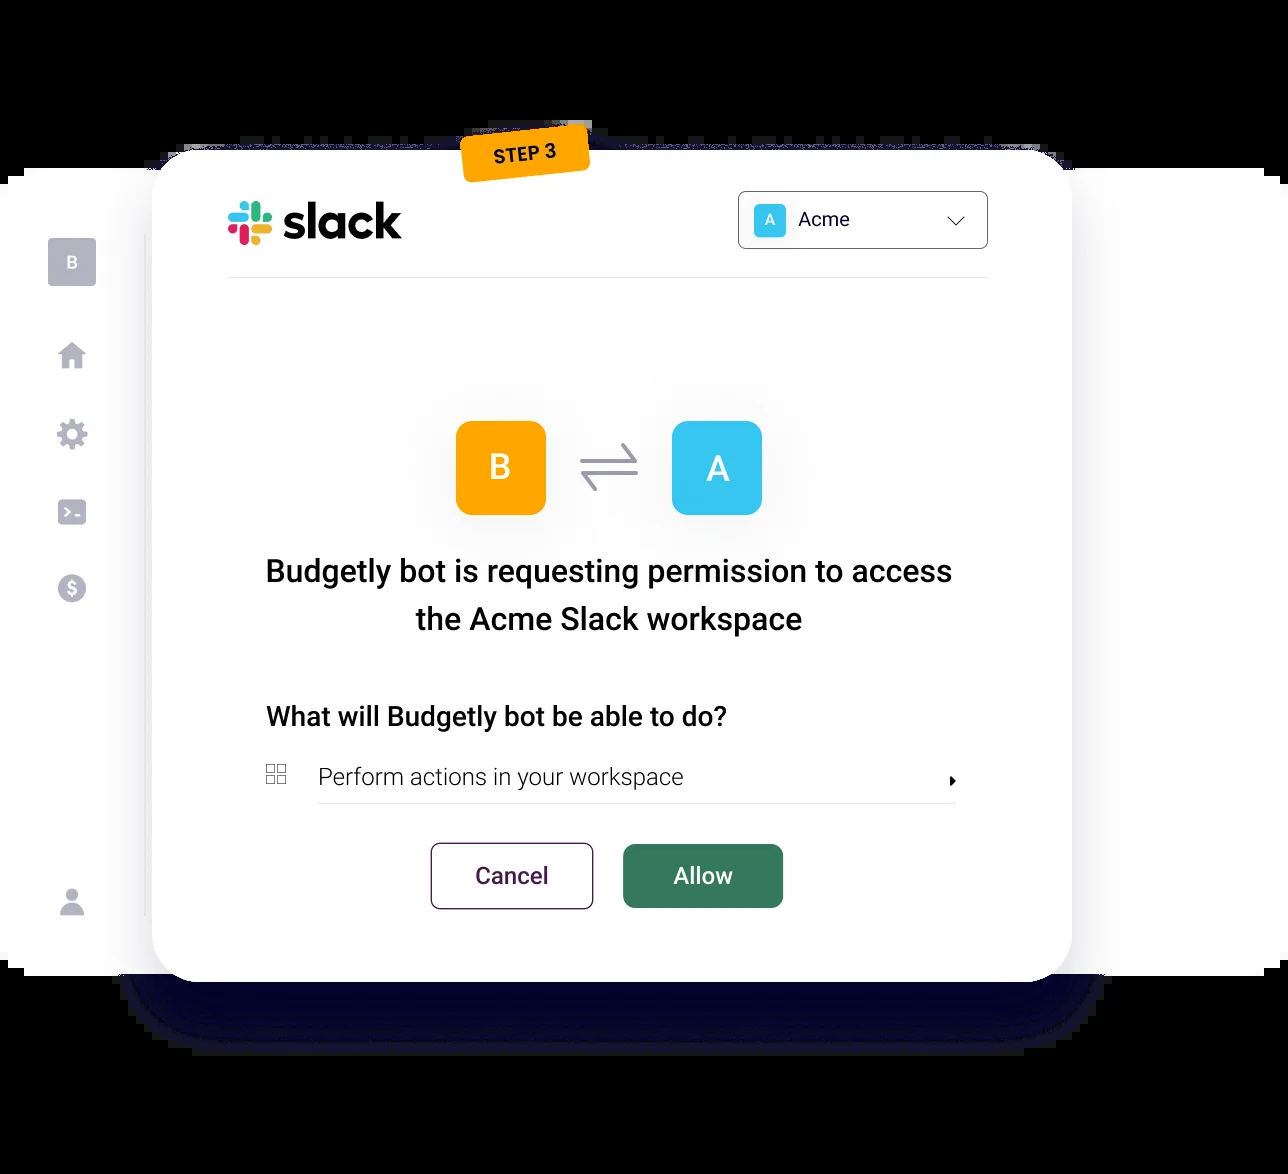 STEP 3
slack
A Acme
B
B
A
Budgetly bot is requesting permission to access
the Acme Slack workspace
What will Budgetly bot be able to do?
Perform actions in your workspace
Cancel
Allow
$